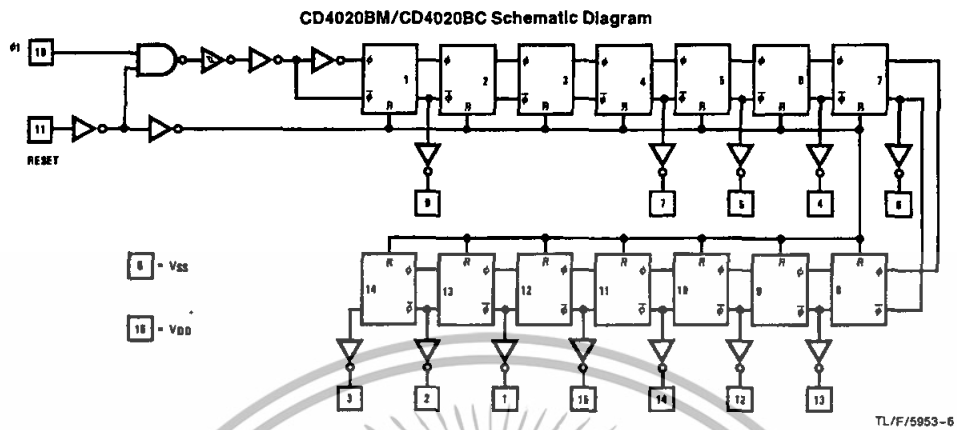 CD4020BM/CD4020BC Schematic Diagram
φ1 10
11
RESET
φ φ φ φ φ φ φ
1 2 3 4 5 6 7
φ̅ φ̅ φ̅ φ̅ φ̅ φ̅ φ̅
R R R R R R R
9 7 5 4 6
R R R R R R R
φ φ φ φ φ φ φ
14 13 12 11 10 9 8
φ̅ φ̅ φ̅ φ̅ φ̅ φ̅
= VSS
16 = VDD
3 2 1 15 14 12 13
TL/F/5953-6